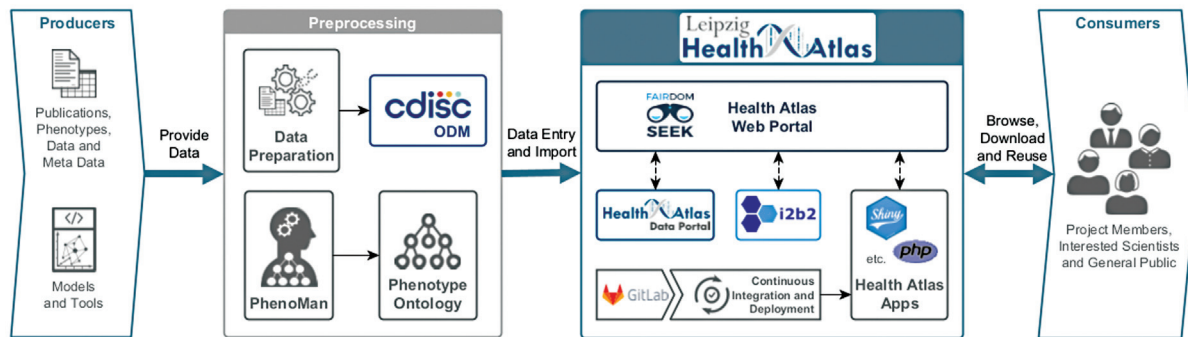 Producers
Publications,
Phenotypes,
Data and
Meta Data
</>
Models
and Tools
Provide
Data
Preprocessing
Data
Preparation
cdisc
ODM
PhenoMan
Phenotype
Ontology
Data Entry
and Import
Leipzig
Health Atlas
FAIRDOM
SEEK
Health Atlas
Web Portal
Health Atlas
Data Portal
i2b2
Shiny
etc.
php
Health Atlas
Apps
GitLab
Continuous
Integration and
Deployment
Browse,
Download
and Reuse
Consumers
Project Members,
Interested Scientists
and General Public